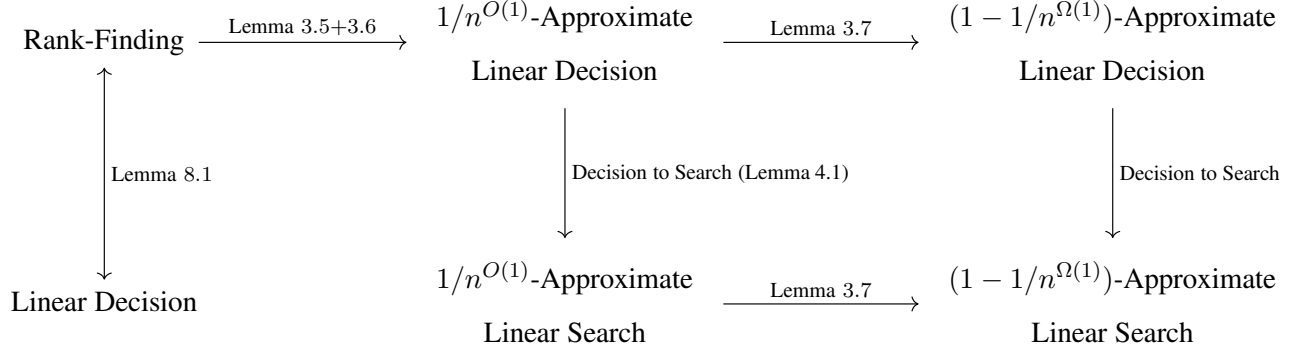 Rank-Finding
Lemma 3.5+3.6
1/n^{O(1)}-Approximate
Linear Decision
Lemma 3.7
(1 − 1/n^{Ω(1)})-Approximate
Linear Decision
Lemma 8.1
Decision to Search (Lemma 4.1)
Decision to Search
Linear Decision
1/n^{O(1)}-Approximate
Linear Search
Lemma 3.7
(1 − 1/n^{Ω(1)})-Approximate
Linear Search